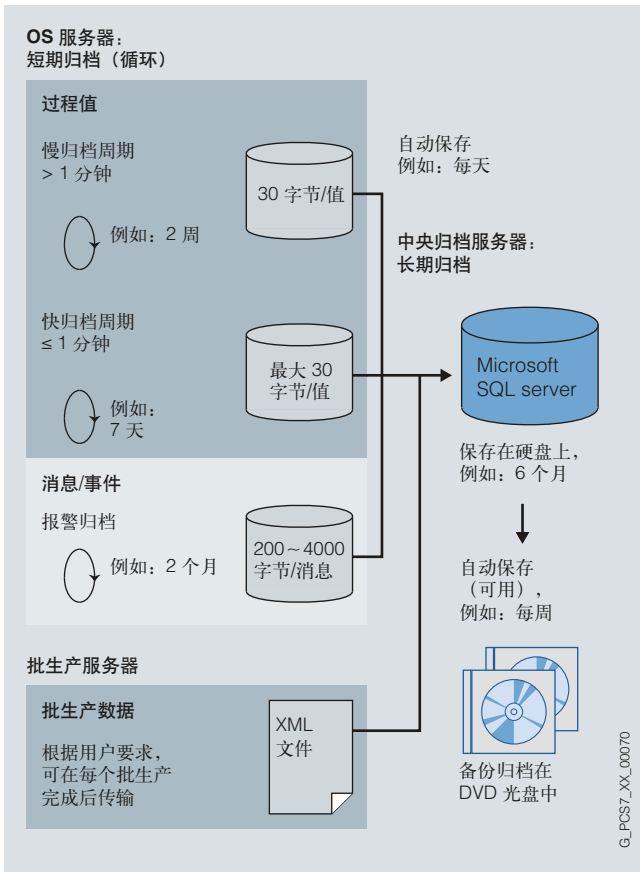 OS 服务器：
短期归档（循环）
过程值
慢归档周期
> 1 分钟
例如：2 周
30 字节/值
快归档周期
≤ 1 分钟
例如：
7 天
最大 30
字节/值
消息/事件
报警归档
例如：2 个月
200～4000
字节/消息
批生产服务器
批生产数据
根据用户要求，
可在每个批生产
完成后传输
XML
文件
自动保存
例如：每天
中央归档服务器：
长期归档
Microsoft
SQL server
保存在硬盘上，
例如：6 个月
自动保存
（可用），
例如：每周
备份归档在
DVD 光盘中
G_PCS7_XX_00070